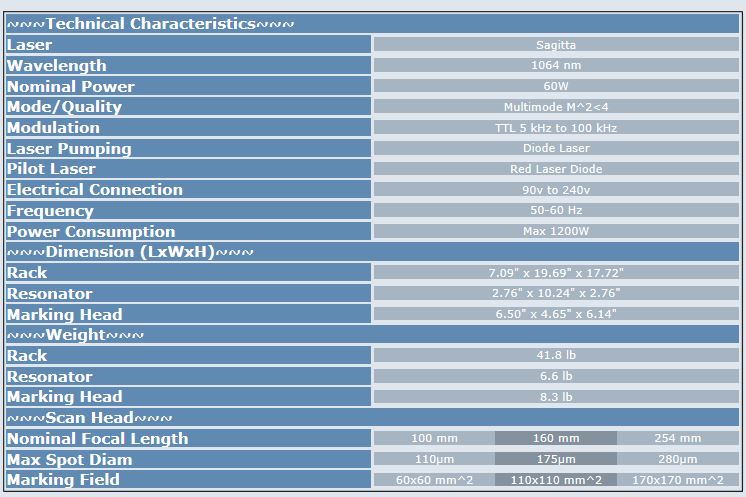 ~~~Technical Characteristics~~~
Laser Sagitta
Wavelength 1064 nm
Nominal Power 60W
Mode/Quality Multimode M^2<4
Modulation TTL 5 kHz to 100 kHz
Laser Pumping Diode Laser
Pilot Laser Red Laser Diode
Electrical Connection 90v to 240v
Frequency 50-60 Hz
Power Consumption Max 1200W
~~~Dimension (LxWxH)~~~
Rack 7.09" x 19.69" x 17.72"
Resonator 2.76" x 10.24" x 2.76"
Marking Head 6.50" x 4.65" x 6.14"
~~~Weight~~~
Rack 41.8 lb
Resonator 6.6 lb
Marking Head 8.3 lb
~~~Scan Head~~~
Nominal Focal Length 100 mm 160 mm 254 mm
Max Spot Diam 110µm 175µm 280µm
Marking Field 60x60 mm^2 110x110 mm^2 170x170 mm^2